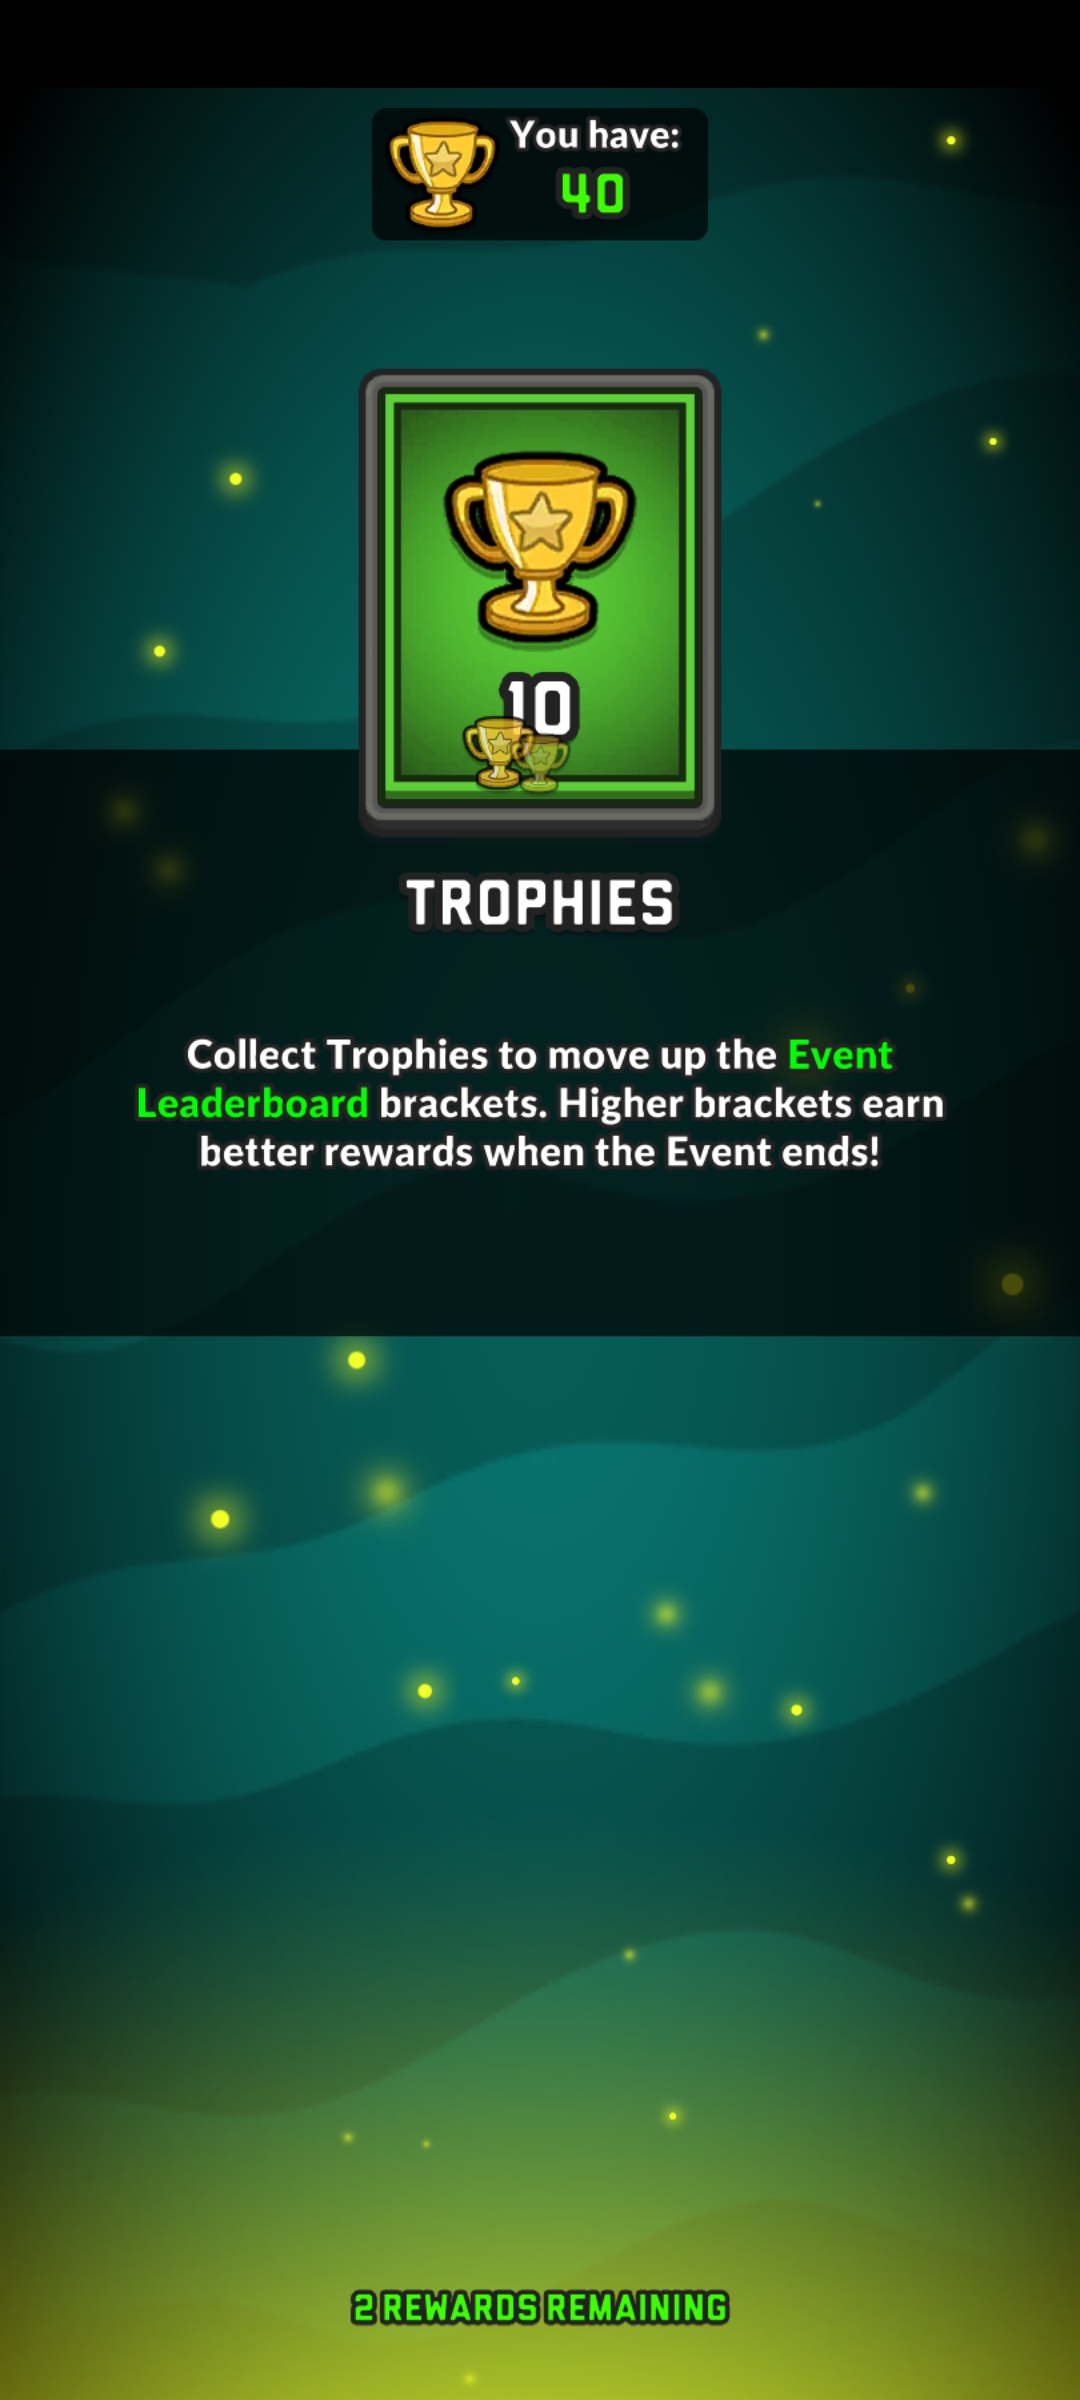 You have:
40
10
TROPHIES
Collect Trophies to move up the Event
Leaderboard brackets. Higher brackets earn
better rewards when the Event ends!
2 REWARDS REMAINING